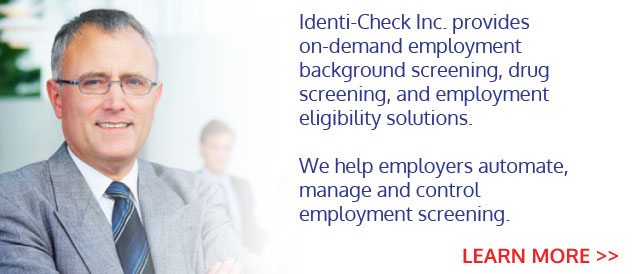 Identi-Check Inc. provides
on-demand employment
background screening, drug
screening, and employment
eligibility solutions.
We help employers automate,
manage and control
employment screening.
LEARN MORE >>